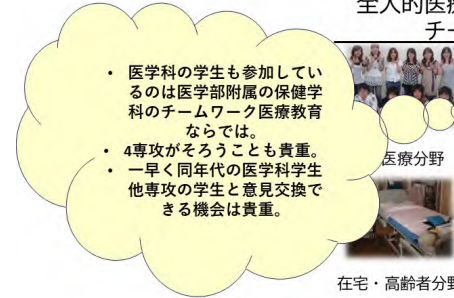 全人的医療
チー
• 医学科の学生も参加してい
るのは医学部附属の保健学
科のチームワーク医療教育
ならでは。
• 4専攻がそろうことも貴重。
• 一早く同年代の医学科学生
他専攻の学生と意見交換で
きる機会は貴重。
医療分野
在宅・高齢者分野